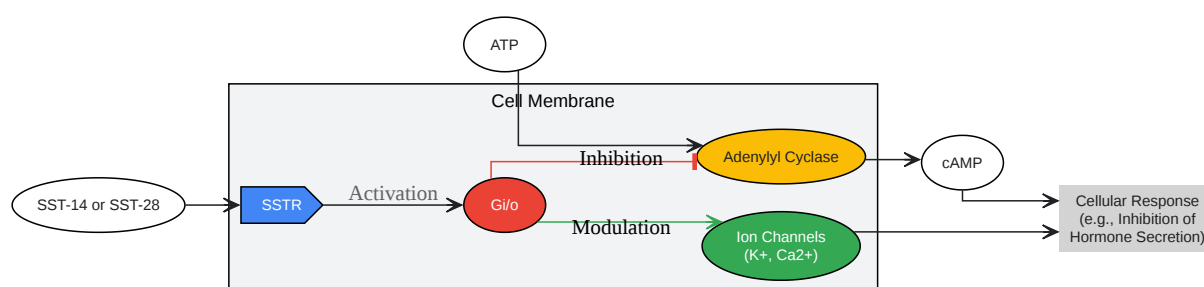 ATP
Cell Membrane
Inhibition
Adenylyl Cyclase
cAMP
SST-14 or SST-28
SSTR
Activation
Gi/o
Modulation
Ion Channels
(K+, Ca2+)
Cellular Response
(e.g., Inhibition of
Hormone Secretion)